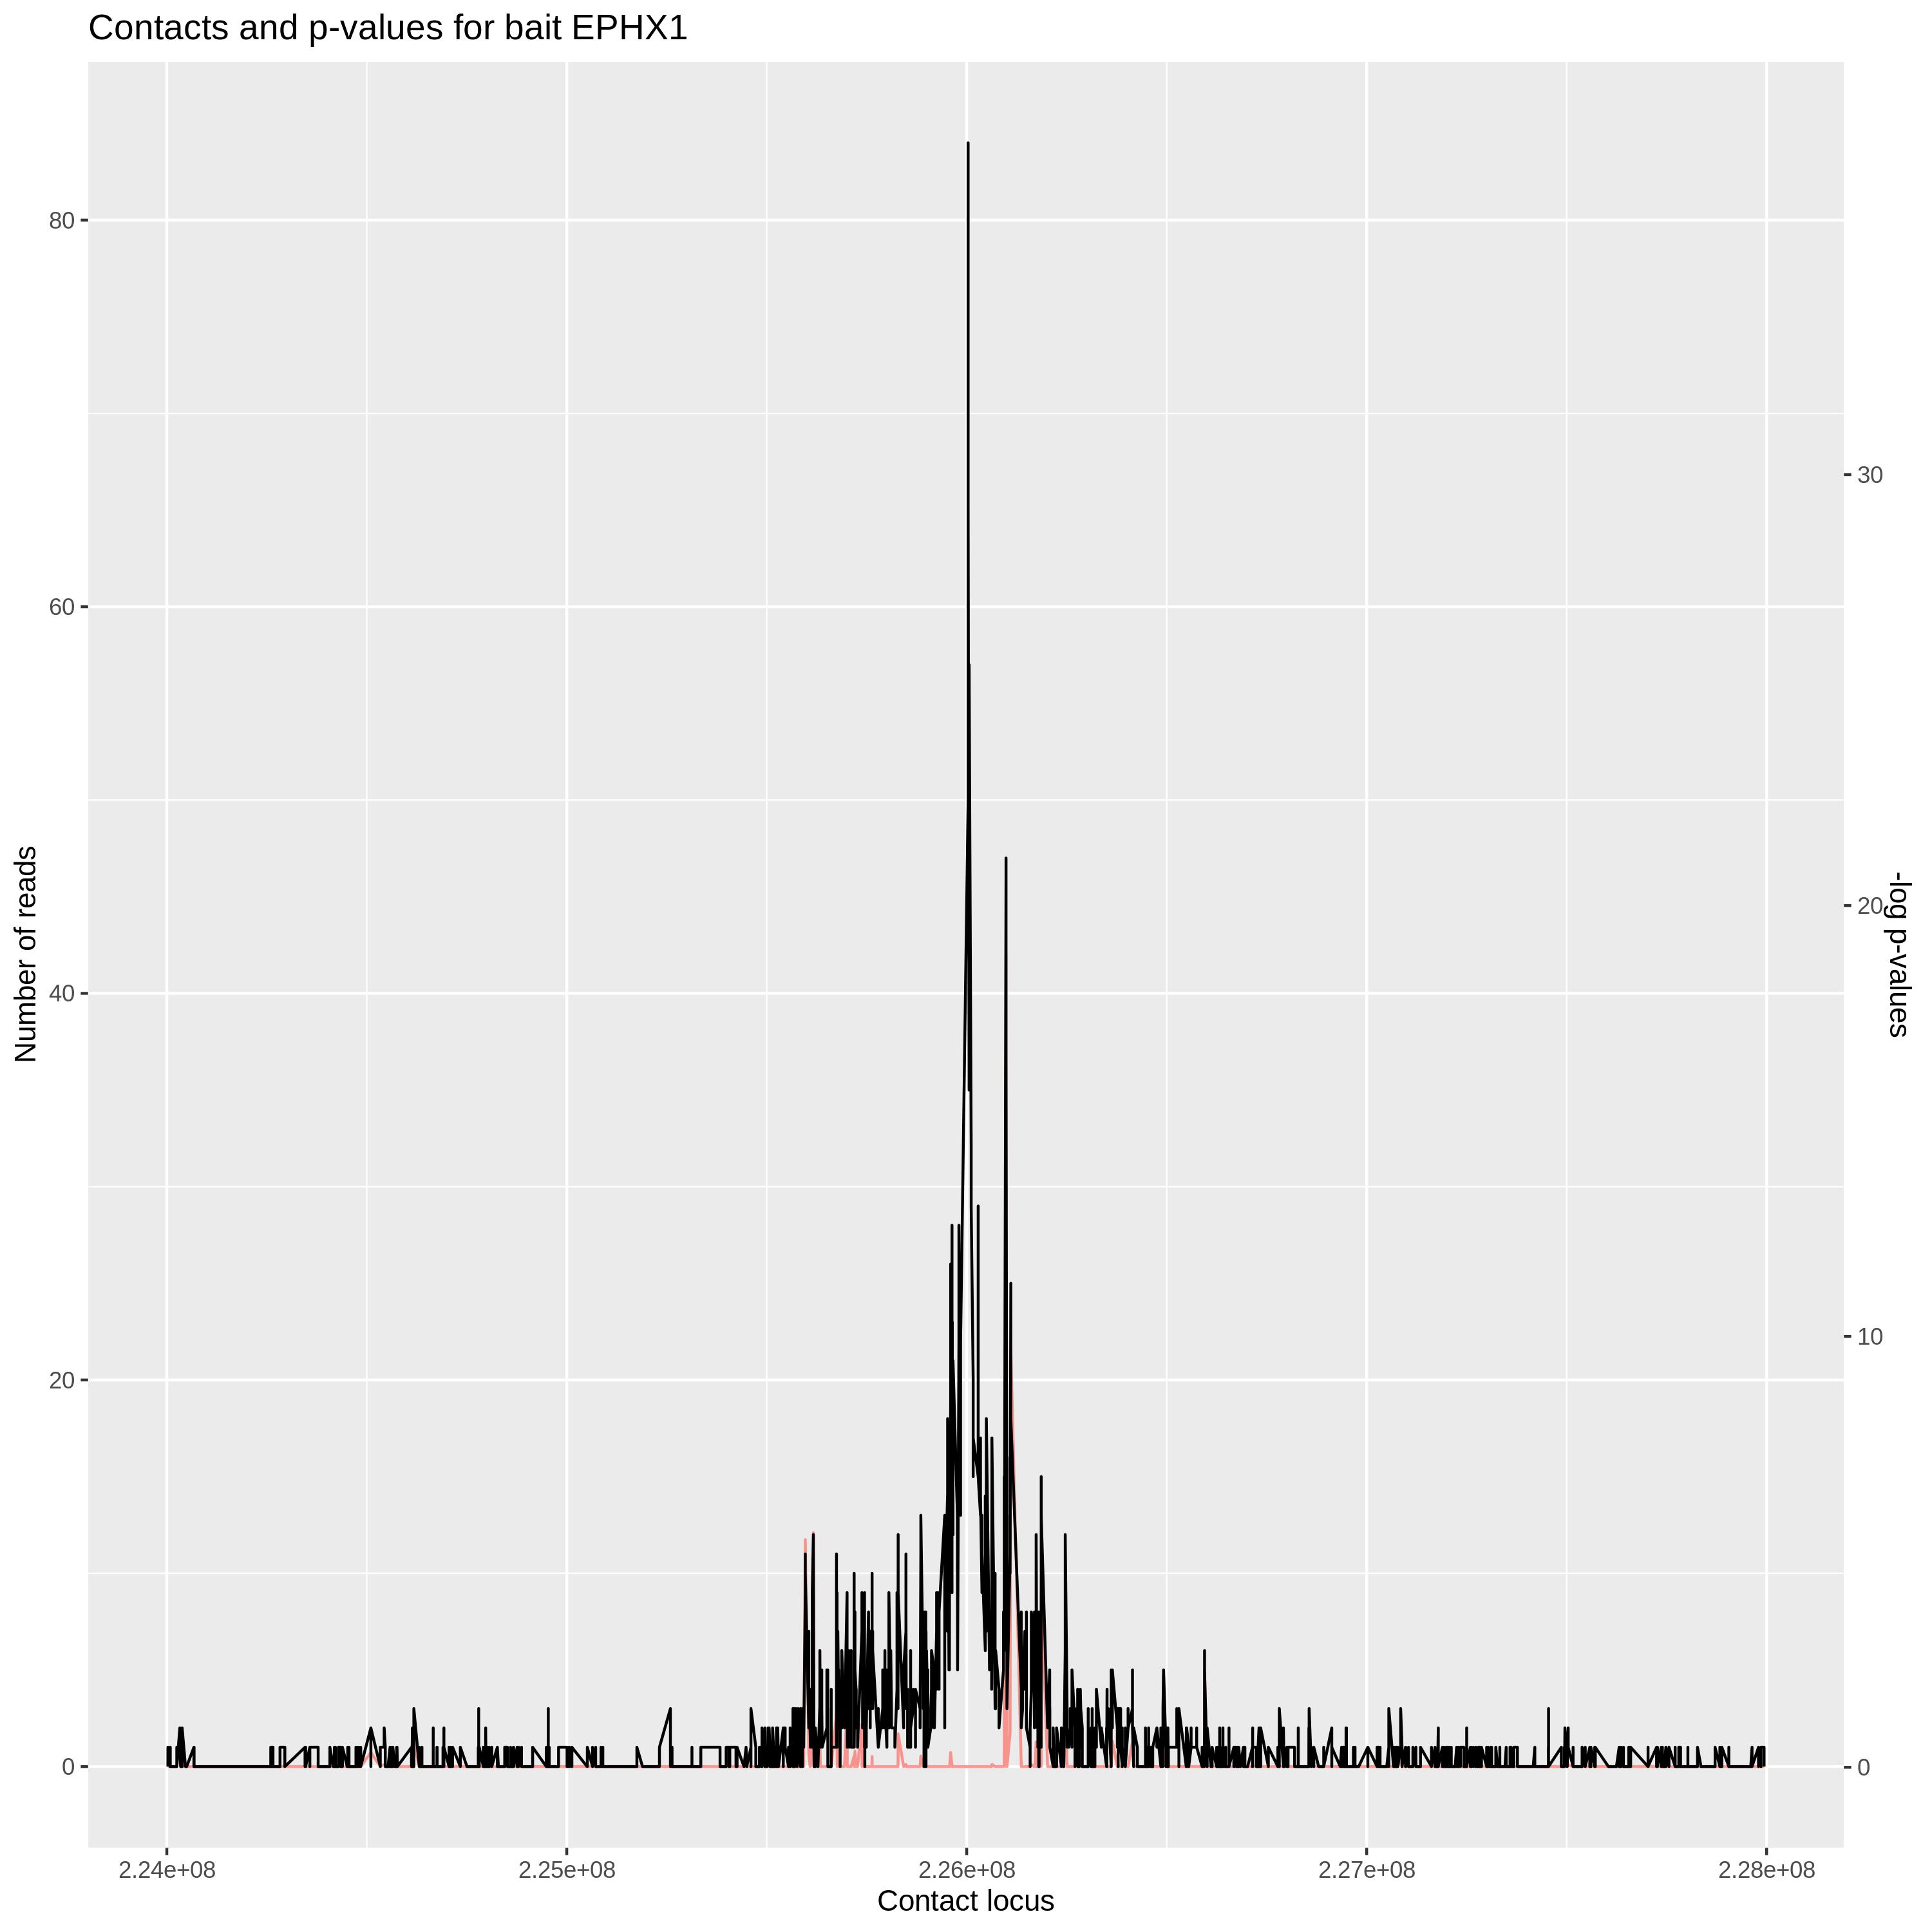 Contacts and p-values for bait EPHX1
Number of reads
80
60
40
20
0
30
20
10
0
-log p-values
2.24e+08
2.25e+08
2.26e+08
2.27e+08
2.28e+08
Contact locus